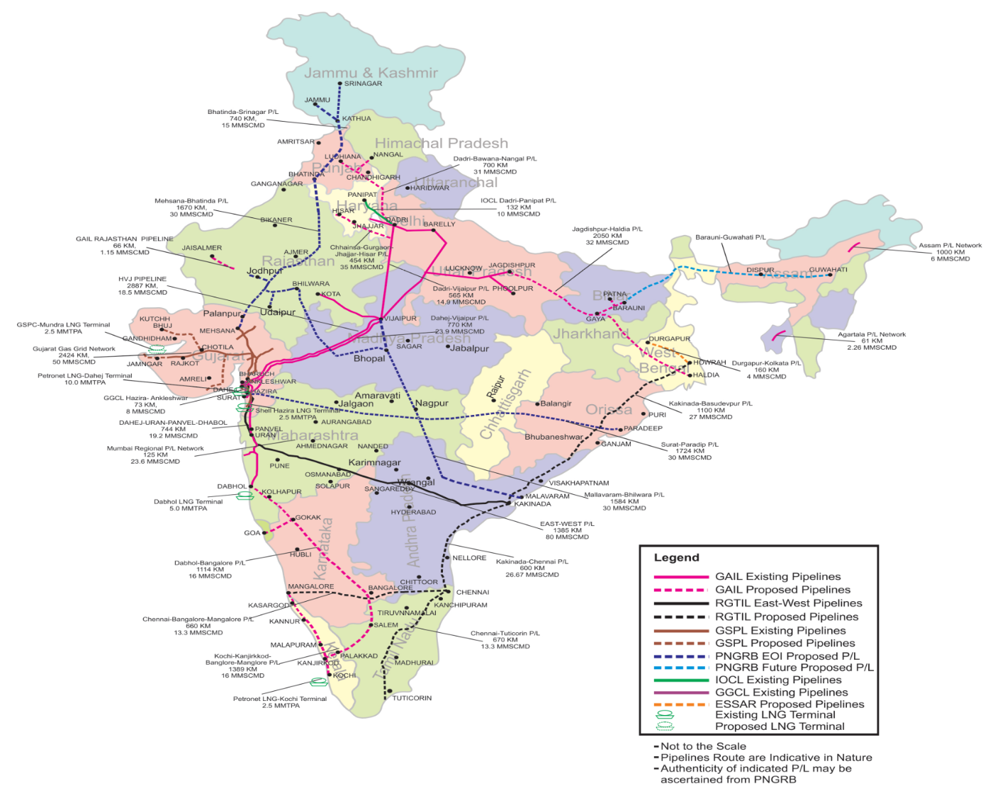 Jammu & Kashmir
SRINAGAR
JAMMU
KATHUA
Bhatinda-Srinagar P/L
740 KM,
15 MMSCMD
AMRITSAR
Himachal Pradesh
LUDHIANA
NANGAL
Punjab
CHANDHIGARH
Dadri-Bawana-Nangal P/L
700 KM
31 MMSCMD
BHATINDA
GANGANAGAR
Uttaranchal
HARIDWAR
PANIPAT
Haryana
HISAR
JHAJJAR
Delhi
DADRI
BARELLY
IOCL Dadri-Panipat P/L
132 KM
10 MMSCMD
Mehsana-Bhatinda P/L
1670 KM,
30 MMSCMD
BIKANER
GAIL RAJASTHAN PIPELINE
66 KM,
1.15 MMSCMD
JAISALMER
AJMER
Rajasthan
Jodhpur
Chhainsa-Gurgaon-
Jhajjar-Hisar P/L
454 KM
35 MMSCMD
Jagdishpur-Haldia P/L
2050 KM
32 MMSCMD
Barauni-Guwahati P/L
Assam P/L Network
1000 KM
6 MMSCMD
LUCKNOW
JAGDISHPUR
Uttar Pradesh
PHOOLPUR
DISPUR
Assam
GUWAHATI
HVJ PIPELINE
2887 KM,
18.5 MMSCMD
BHILWARA
KOTA
Udaipur
Dadri-Vijaipur P/L
565 KM
14.9 MMSCMD
Bihar
PATNA
BARAUNI
GAYA
Palanpur
MEHSANA
KUTCHH
BHUJ
GANDHIDHAM
GSPC-Mundra LNG Terminal
2.5 MMTPA
VIJAIPUR
Dahej-Vijaipur P/L
770 KM
23.9 MMSCMD
Madhya Pradesh
SAGAR
Jabalpur
Bhopal
Jharkhand
DURGAPUR
West
Bengal
HOWRAH
HALDIA
Agartala P/L Network
61 KM
2.26 MMSCMD
Durgapur-Kolkata P/L
160 KM
4 MMSCMD
Gujarat Gas Grid Network
2424 KM
50 MMSCMD
CHOTILA
Gujarat
JAMNGAR
RAJKOT
AMRELI
Petronet LNG-Dahej Terminal
10.0 MMTPA
BHARUCH
ANKLESHWAR
DAHEJ
HAZIRA
SURAT
GGCL Hazira- Ankleshwar
73 KM,
8 MMSCMD
Shell Hazira LNG Terminal
2.5 MMTPA
Amaravati
Jalgaon
Nagpur
AURANGABAD
Raipur
Chhattisgarh
Balangir
Orissa
PURI
PARADEEP
Bhubaneshwar
GANJAM
Kakinada-Basudevpur P/L
1100 KM
27 MMSCMD
Surat-Paradip P/L
1724 KM
30 MMSCMD
DAHEJ-URAN-PANVEL-DHABOL
744 KM
19.2 MMSCMD
PANVEL
URAN
Maharashtra
AHMEDNAGAR
NANDED
Mumbai Regional P/L Network
125 KM
23.6 MMSCMD
PUNE
Karimnagar
OSMANABAD
SOLAPUR
SANGAREDDY
Wrangal
DABHOL
KOLHAPUR
Dabhol LNG Terminal
5.0 MMTPA
VISAKHAPATNAM
MALAVARAM
KAKINADA
Mallavaram-Bhilwara P/L
1584 KM
30 MMSCMD
HYDERABAD
Andhra Pradesh
EAST-WEST P/L
1385 KM
80 MMSCMD
GOKAK
GOA
HUBLI
Karnataka
Dabhol-Bangalore P/L
1114 KM
16 MMSCMD
NELLORE
Kakinada-Chennai P/L
600 KM
26.67 MMSCMD
CHITTOOR
MANGALORE
BANGALORE
CHENNAI
KANCHIPURAM
KASARGOD
TIRUVNNAMALAI
Chennai-Bangalore-Mangalore P/L
660 KM
13.3 MMSCMD
KANNUR
SALEM
Chennai-Tuticorin P/L
670 KM
13.3 MMSCMD
MALAPURAM
Kerala
PALAKKAD
Tamil Nadu
MADHURAI
Kochi-Kanjirkkod-
Banglore-Manglore P/L
1389 KM
16 MMSCMD
KANJIRKOD
KOCHI
Petronet LNG-Kochi Terminal
2.5 MMTPA
TUTICORIN
Legend
GAIL Existing Pipelines
GAIL Proposed Pipelines
RGTIL East-West Pipelines
RGTIL Proposed Pipelines
GSPL Existing Pipelines
GSPL Proposed Pipelines
PNGRB EOI Proposed P/L
PNGRB Future Proposed P/L
IOCL Existing Pipelines
GGCL Existing Pipelines
ESSAR Proposed Pipelines
Existing LNG Terminal
Proposed LNG Terminal
-Not to the Scale
-Pipelines Route are Indicative in Nature
-Authenticity of indicated P/L may be
ascertained from PNGRB